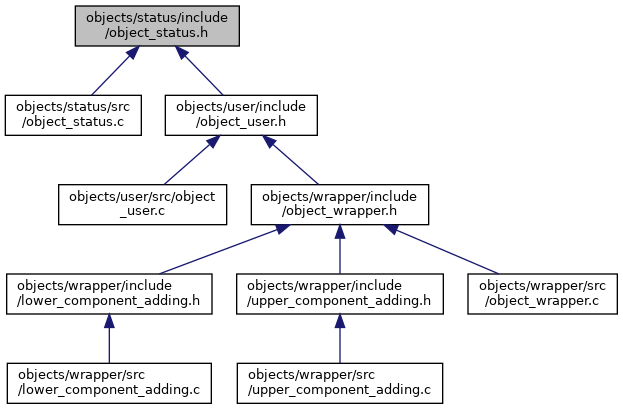 objects/status/include
/object_status.h
objects/status/src
/object_status.c
objects/user/include
/object_user.h
objects/user/src/object
_user.c
objects/wrapper/include
/object_wrapper.h
objects/wrapper/include
/lower_component_adding.h
objects/wrapper/include
/upper_component_adding.h
objects/wrapper/src
/object_wrapper.c
objects/wrapper/src
/lower_component_adding.c
objects/wrapper/src
/upper_component_adding.c